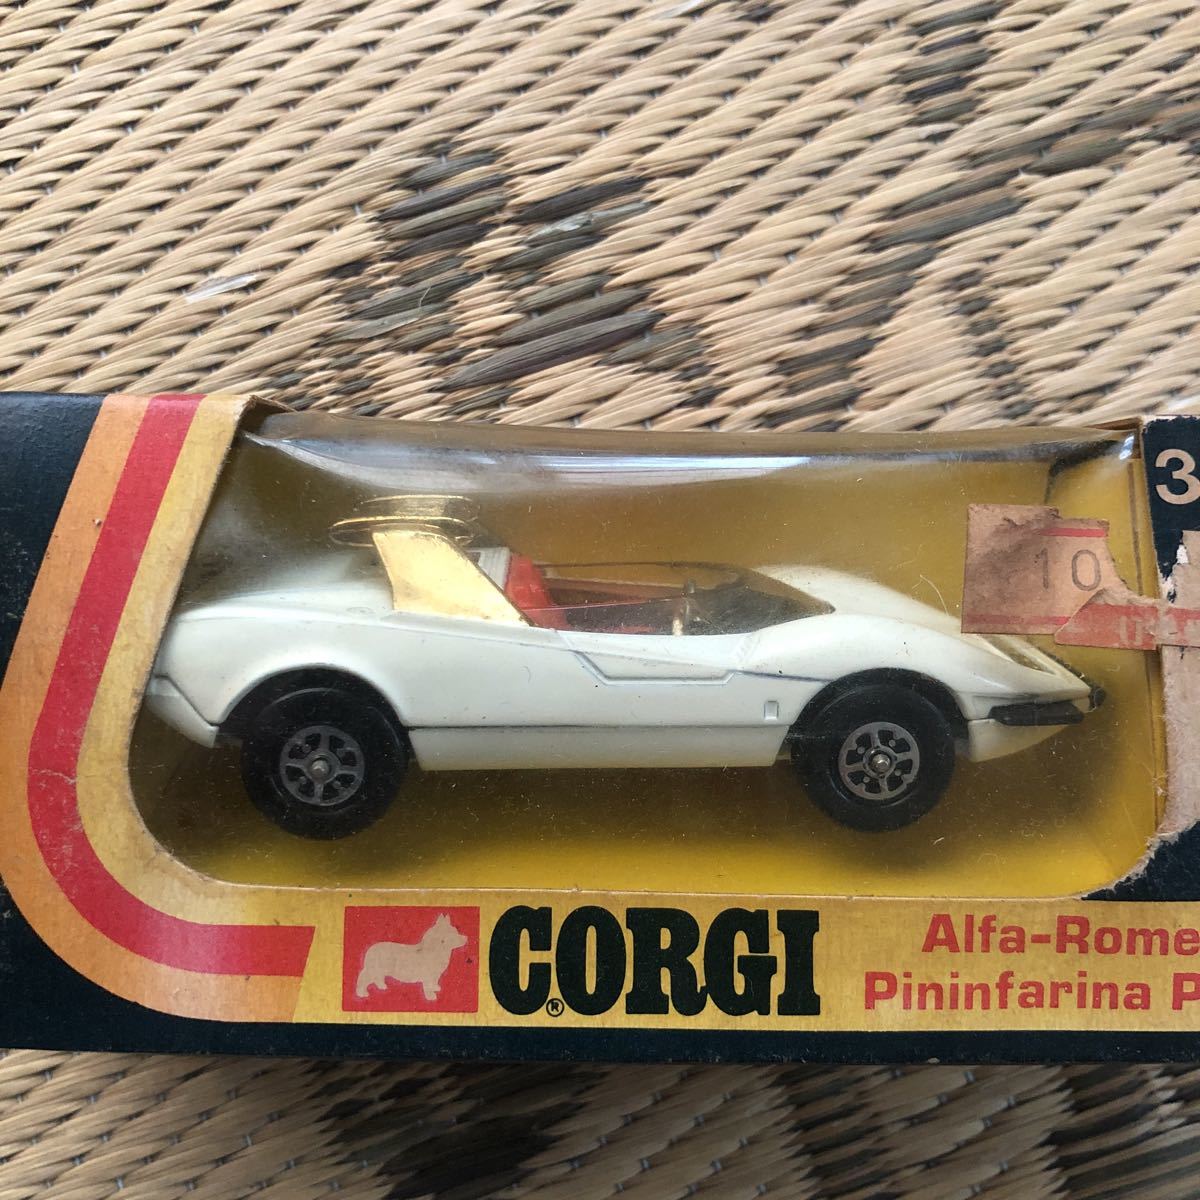 3
10
CORGI®
Alfa-Rome
Pininfarina P